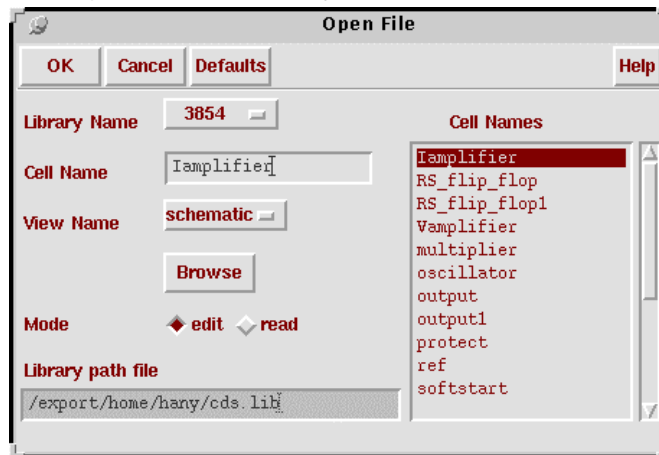 Open File
OK Cancel Defaults Help
Library Name 3854
Cell Name Iamplifier
View Name schematic
Browse
Mode edit read
Library path file
/export/home/hany/cds.lib
Cell Names
Iamplifier
RS_flip_flop
RS_flip_flop1
Vamplifier
multiplier
oscillator
output
output1
protect
ref
softstart